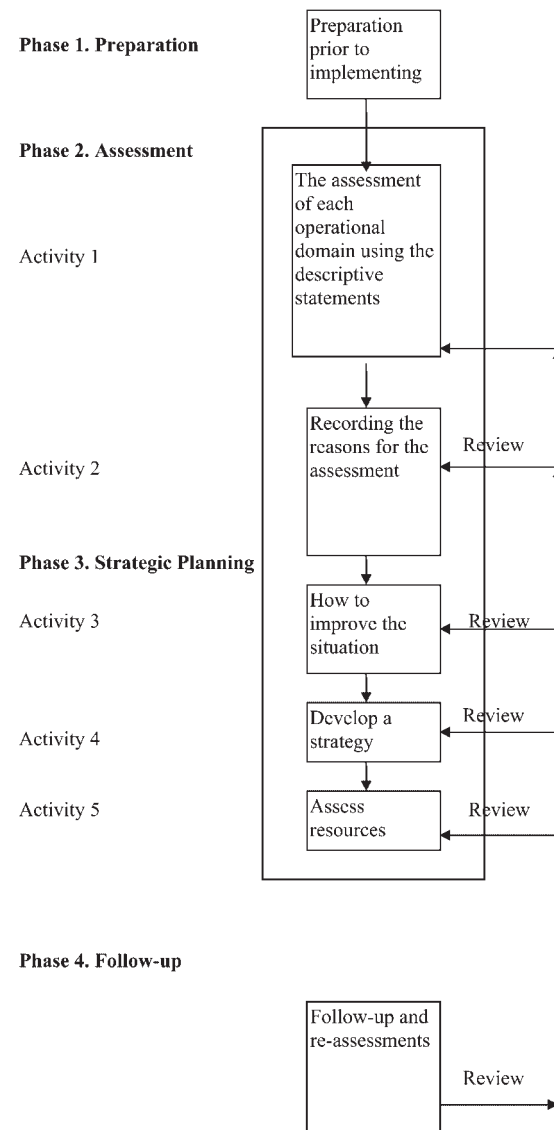 Phase 1. Preparation
Preparation
prior to
implementing
Phase 2. Assessment
Activity 1
The assessment
of each
operational
domain using the
descriptive
statements
Activity 2
Recording the
reasons for the
assessment
Review
Phase 3. Strategic Planning
Activity 3
How to
improve the
situation
Review
Activity 4
Develop a
strategy
Review
Activity 5
Assess
resources
Review
Phase 4. Follow-up
Follow-up and
re-assessments
Review